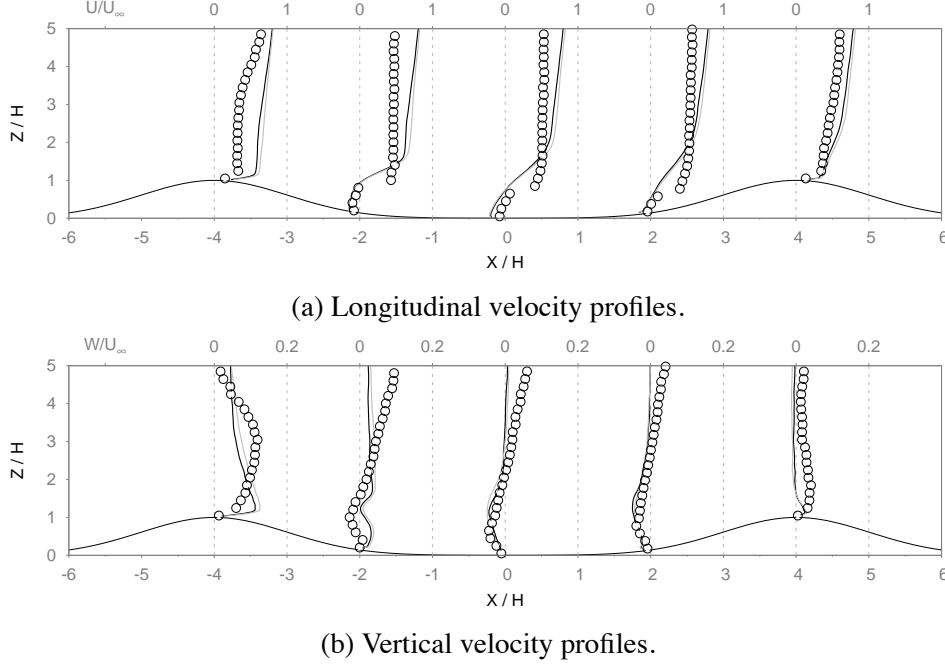 U/U∞ 0 1 0 1 0 1 0 1 0 1
5
4
3
2
1
0
Z / H
-6 -5 -4 -3 -2 -1 0 1 2 3 4 5 6
X / H
(a) Longitudinal velocity profiles.
W/U∞ 0 0.2 0 0.2 0 0.2 0 0.2 0 0.2
5
4
3
2
1
0
Z / H
-6 -5 -4 -3 -2 -1 0 1 2 3 4 5 6
X / H
(b) Vertical velocity profiles.